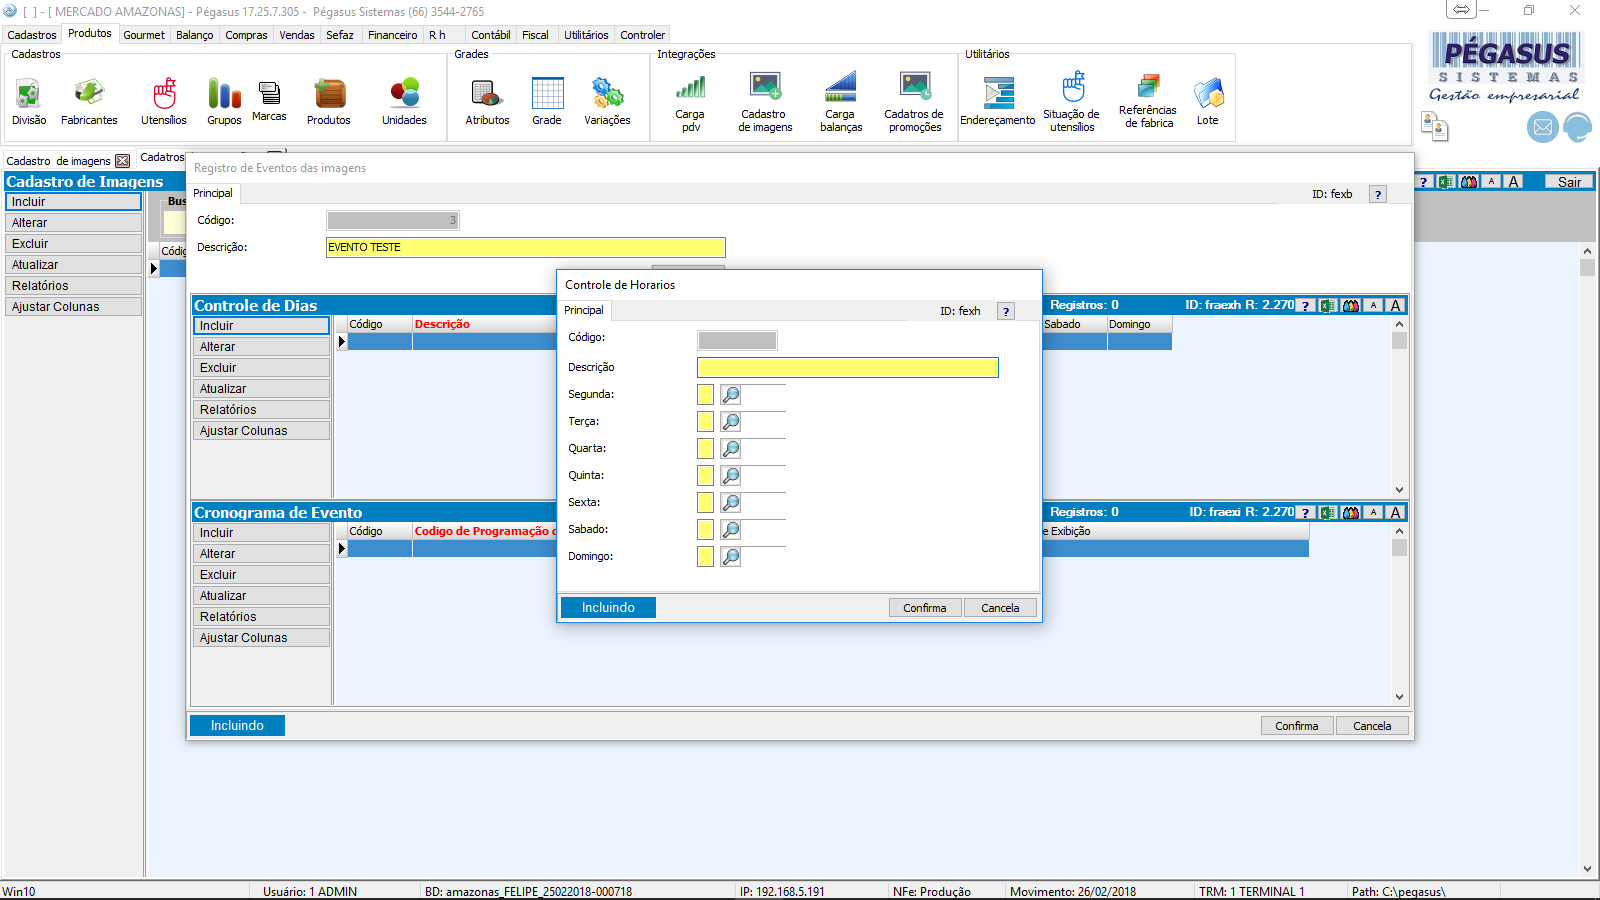 [  ] - [ MERCADO AMAZONAS] - Pégasus 17.25.7.305 -  Pégasus Sistemas (66) 3544-2765
Cadastros Produtos Gourmet Balanço Compras Vendas Sefaz Financeiro R h Contábil Fiscal Utilitários Controler
Cadastros Grades Integrações Utilitários
Divisão Fabricantes Utensílios Grupos Marcas Produtos Unidades Atributos Grade Variações Carga pdv Cadastro de imagens Carga balanças Cadatros de promoções Endereçamento Situação de utensílios Referências de fabrica Lote
PÉGASUS
SISTEMAS
Gestão empresarial
Cadastro  de imagens Cadatros
Cadastro de Imagens
? A A Sair
Incluir
Alterar
Excluir
Atualizar
Relatórios
Ajustar Colunas
Bus
Códig
Registro de Eventos das imagens
Principal ID: fexb ?
Código: 3
Descrição: EVENTO TESTE
Controle de Dias Registros: 0 ID: fraexh R: 2.270 ? A A
Incluir
Alterar
Excluir
Atualizar
Relatórios
Ajustar Colunas
Código Descrição Sabado Domingo
Cronograma de Evento Registros: 0 ID: fraexi R: 2.270 ? A A
Incluir
Alterar
Excluir
Atualizar
Relatórios
Ajustar Colunas
Código Codigo de Programação e Exibição
Controle de Horarios
Principal ID: fexh ?
Código:
Descrição
Segunda:
Terça:
Quarta:
Quinta:
Sexta:
Sabado:
Domingo:
Incluindo Confirma Cancela
Incluindo Confirma Cancela
Win10 Usuário: 1 ADMIN BD: amazonas_FELIPE_25022018-000718 IP: 192.168.5.191 NFe: Produção Movimento: 26/02/2018 TRM: 1 TERMINAL 1 Path: C:\pegasus\